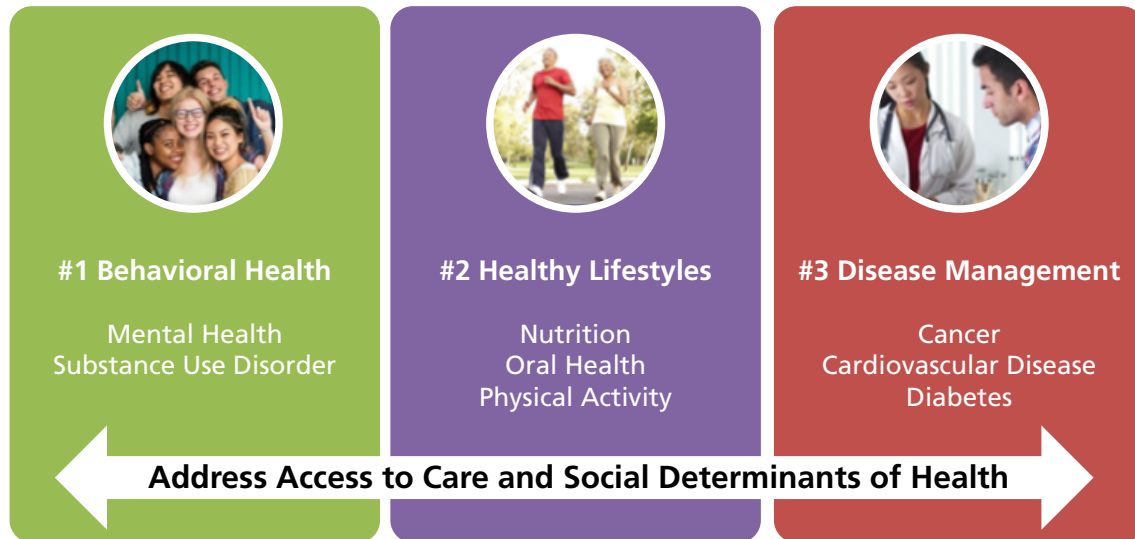 #1 Behavioral Health
Mental Health
Substance Use Disorder
#2 Healthy Lifestyles
Nutrition
Oral Health
Physical Activity
#3 Disease Management
Cancer
Cardiovascular Disease
Diabetes
Address Access to Care and Social Determinants of Health